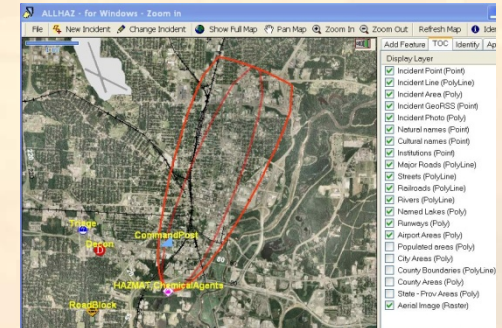 ALLHAZ - for Windows - Zoom In
File New Incident Change Incident Show Full Map Pan Map Zoom In Zoom Out Refresh Map
Add Feature TOC Identify
Display Layer
Incident Point (Point)
Incident Line (PolyLine)
Incident Area (Poly)
Incident GeoRSS (Point)
Incident Photo (Poly)
Natural names (Point)
Cultural names (Point)
Institutions (Point)
Major Roads (PolyLine)
Streets (PolyLine)
Railroads (PolyLine)
Rivers (PolyLine)
Named Lakes (Poly)
Runways (Poly)
Airport Areas (Poly)
Populated areas (Poly)
City Areas (Poly)
County Boundaries (PolyLine)
County Areas (Poly)
State - Prov Areas (Poly)
Aerial Image (Raster)
Triage
Decon
D
CommandPost
HAZMAT, ChemicalAgents
RoadBlock